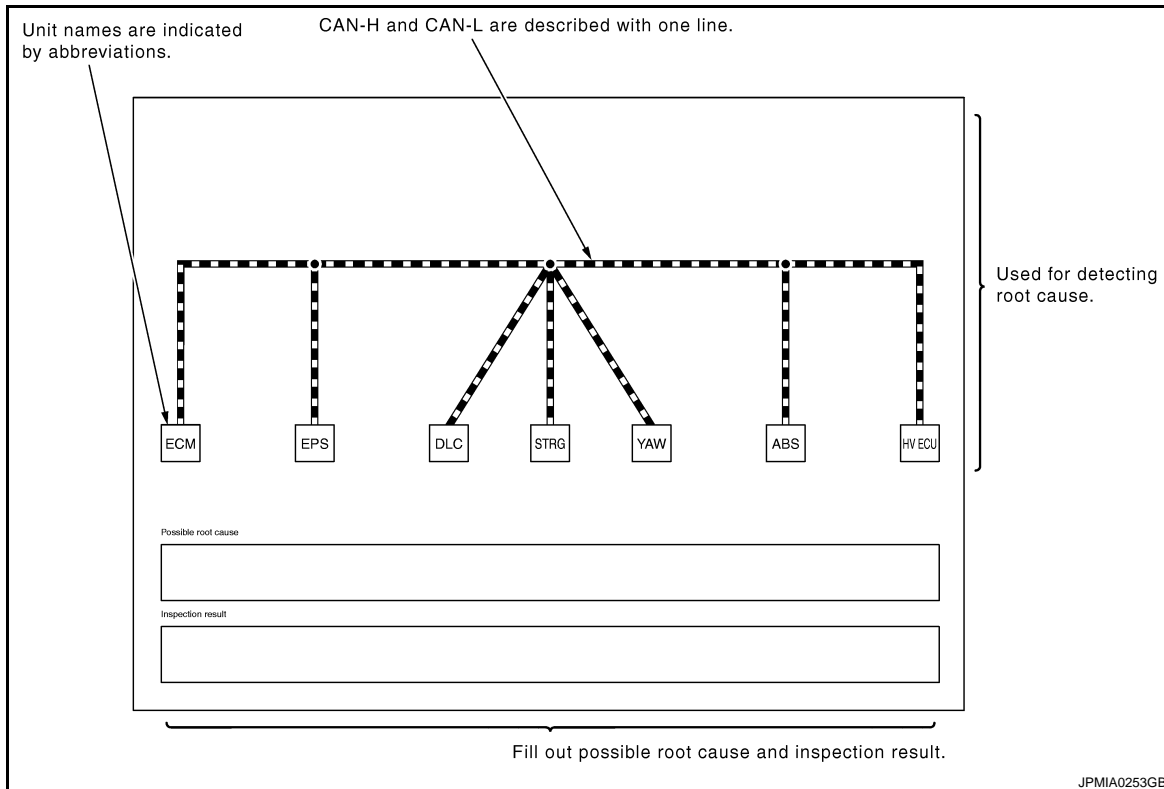 Unit names are indicated
by abbreviations.
CAN-H and CAN-L are described with one line.
Used for detecting
root cause.
ECM
EPS
DLC
STRG
YAW
ABS
HV ECU
Possible root cause
Inspection result
Fill out possible root cause and inspection result.
JPMIA0253GB